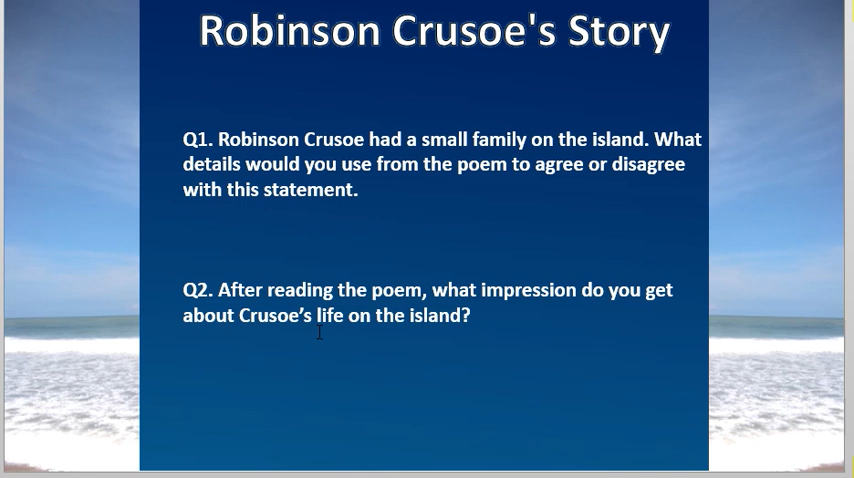 Robinson Crusoe's Story
Q1. Robinson Crusoe had a small family on the island. What
details would you use from the poem to agree or disagree
with this statement.
Q2. After reading the poem, what impression do you get
about Crusoe’s life on the island?